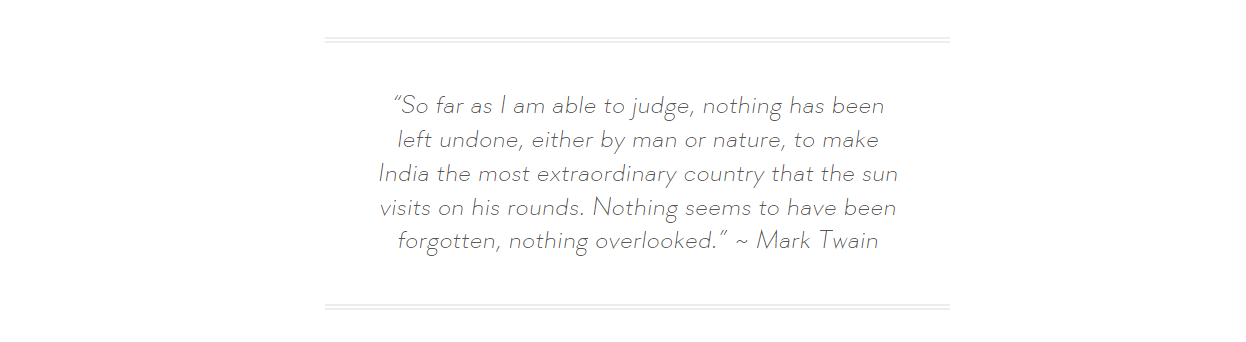 “So far as I am able to judge, nothing has been
left undone, either by man or nature, to make
India the most extraordinary country that the sun
visits on his rounds. Nothing seems to have been
forgotten, nothing overlooked.” ~ Mark Twain